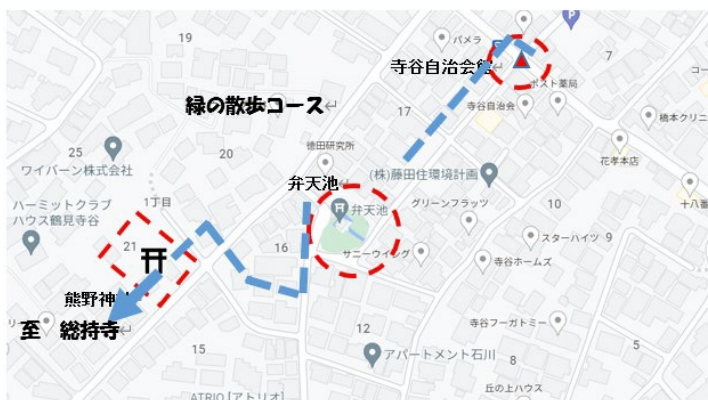 19
パメラ
P
7
寺谷自治会館
ポスト薬局
緑の散歩コース
17
寺谷自治会
橋本クリニ
25
ワイバーン株式会社
20
徳田研究所
花孝本店
弁天池
(株)藤田住環境計画
1丁目
ハーミットクラブ
ハウス鶴見寺谷
弁天池
グリーンフラッツ
10
十八番
21
16
サニーウイング
スターハイツ
9
寺谷ホームズ
熊野神
至 総持寺
12
寺谷フーガトミー
15
アパートメント石川
8
5
丘の上ハウス
ATRIO [アトリオ]